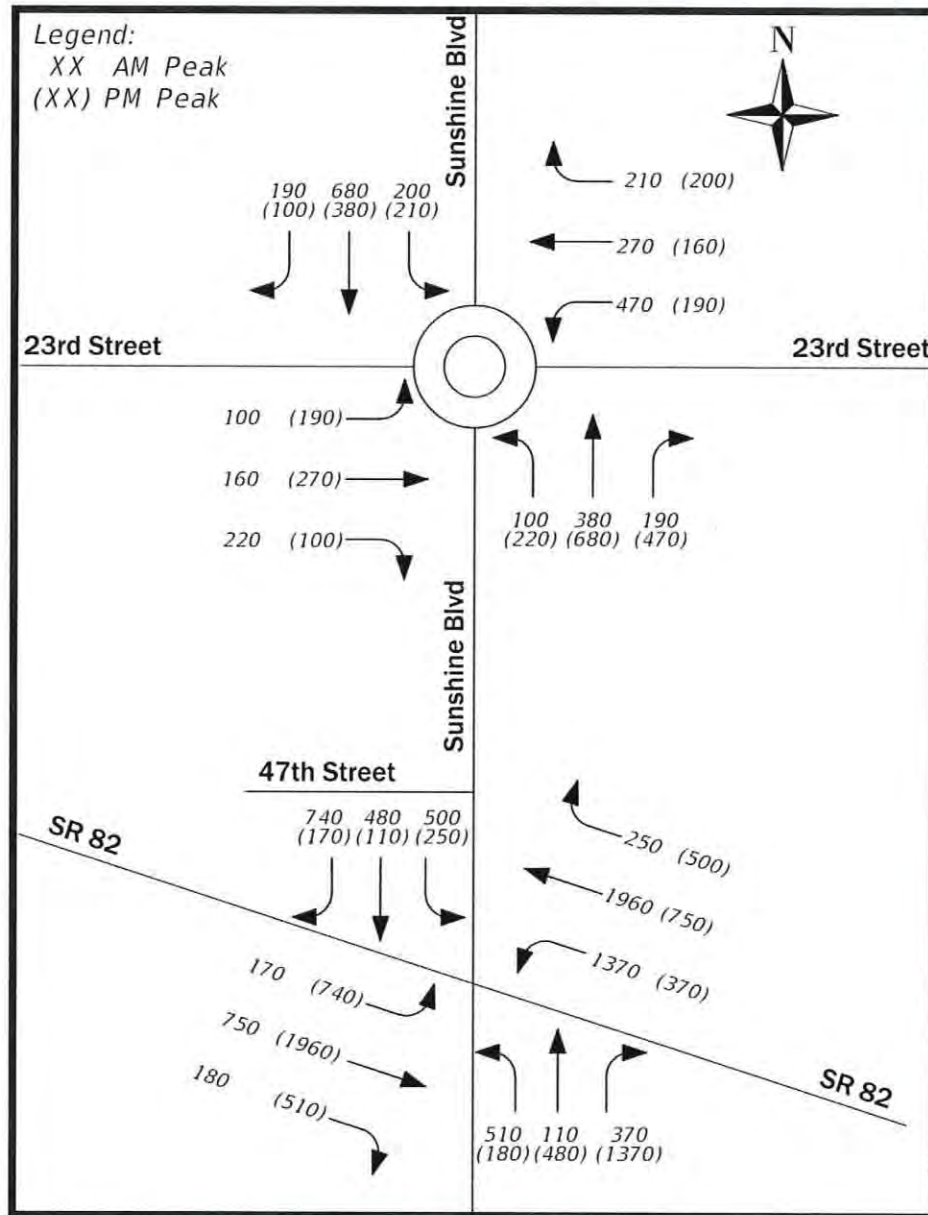 Legend:
XX AM Peak
(XX) PM Peak
Sunshine Blvd
N
190 680 200
(100) (380) (210)
210 (200)
270 (160)
470 (190)
23rd Street
23rd Street
100 (190)
160 (270)
220 (100)
100 380 190
(220) (680) (470)
Sunshine Blvd
47th Street
SR 82
740 480 500
(170) (110) (250)
250 (500)
1960 (750)
1370 (370)
170 (740)
750 (1960)
180 (510)
510 110 370
(180) (480) (1370)
SR 82